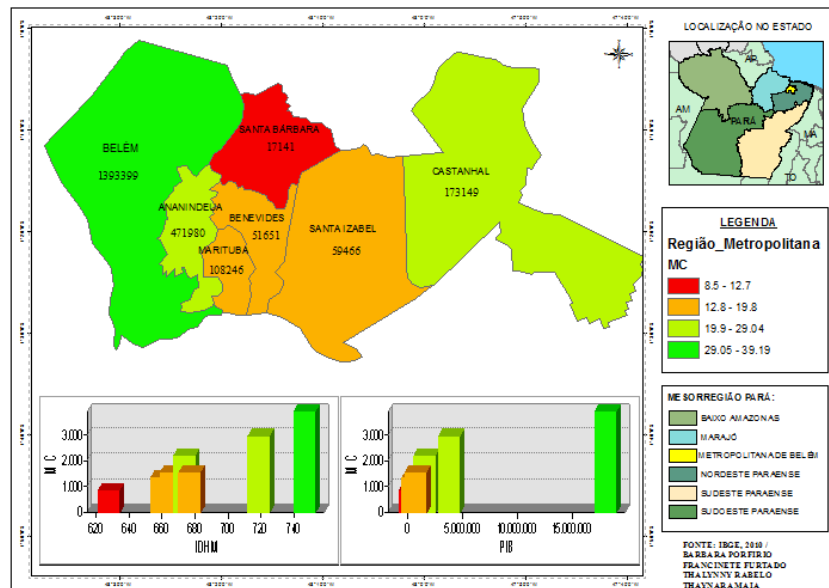 LOCALIZAÇÃO NO ESTADO
AP
AM
PARÁ
MA
TO
BELÉM
1393399
SANTA BÁRBARA
17141
ANANINDEUA
471980
BENEVIDES
51651
MARITUBA
108246
SANTA IZABEL
59466
CASTANHAL
173149
LEGENDA
Região_Metropolitana
MC
8.5 - 12.7
12.8 - 19.8
19.9 - 29.04
29.05 - 39.19
MC
3.000
2.000
1.000
0
620 640 660 680 700 720 740
IDHM
MC
3.000
2.000
1.000
0
0 5.000.000 10.000.000 15.000.000
PIB
MESORREGIÃO PARÁ:
BAIXO AMAZONAS
MARAJÓ
METROPOLITANA DE BELÉM
NORDESTE PARAENSE
SUDESTE PARAENSE
SUDOESTE PARAENSE
FONTE: IBGE, 2010 /
BARBARA PORFIRIO
FRANCINETE FURTADO
THALYNNY RABELO
THAYNARA MAIA